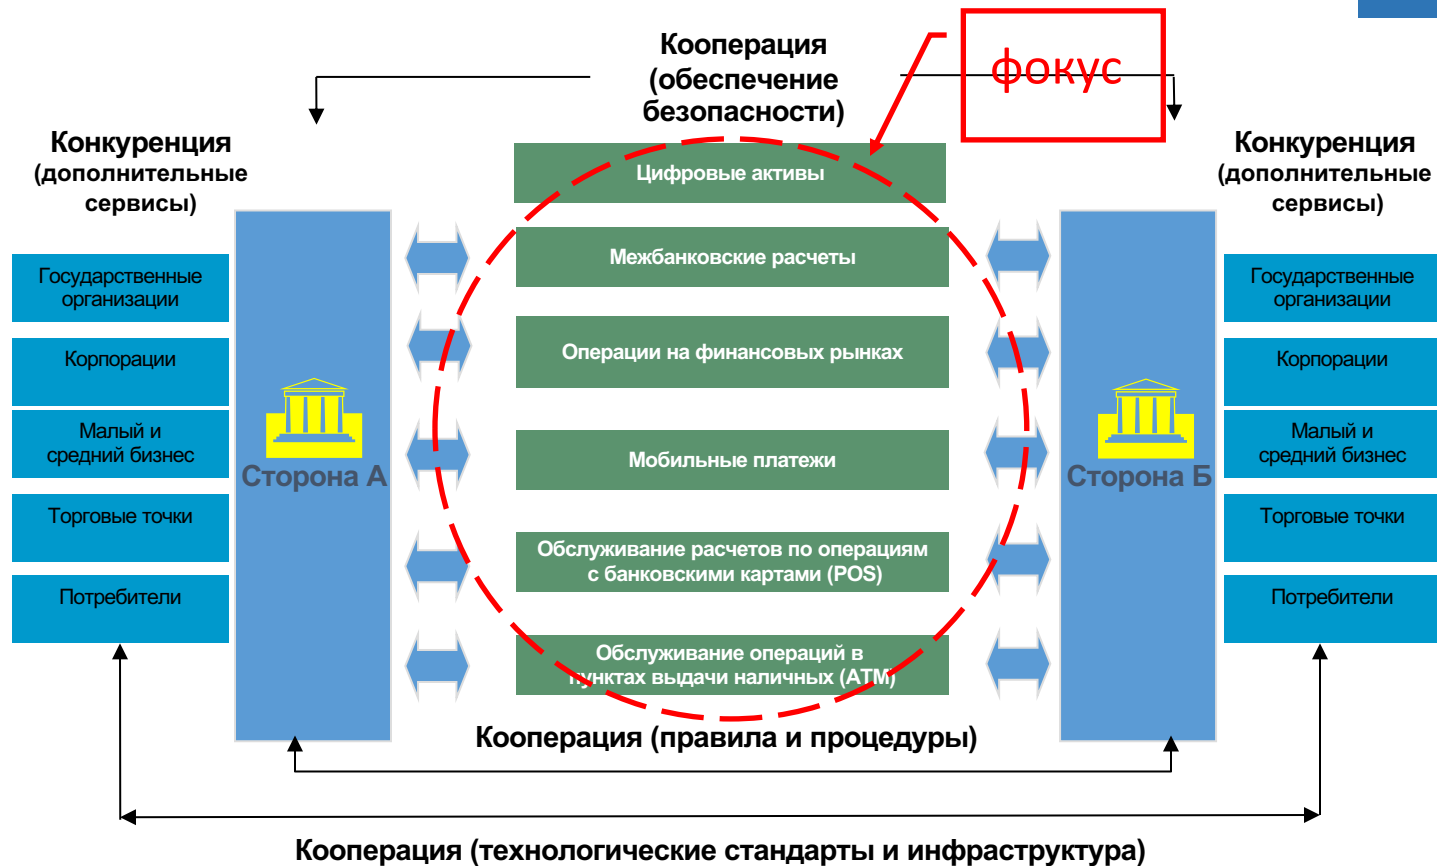 Кооперация
(обеспечение
безопасности)
фокус
Конкуренция
(дополнительные
сервисы)
Конкуренция
(дополнительные
сервисы)
Государственные
организации
Корпорации
Малый и
средний бизнес
Торговые точки
Потребители
Сторона А
Цифровые активы
Межбанковские расчеты
Операции на финансовых рынках
Мобильные платежи
Обслуживание расчетов по операциям
с банковскими картами (POS)
Обслуживание операций в
пунктах выдачи наличных (ATM)
Сторона Б
Государственные
организации
Корпорации
Малый и
средний бизнес
Торговые точки
Потребители
Кооперация (правила и процедуры)
Кооперация (технологические стандарты и инфраструктура)